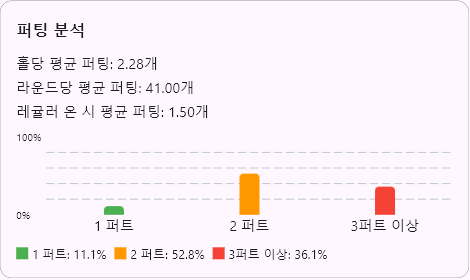 퍼팅 분석
홀당 평균 퍼팅: 2.28개
라운드당 평균 퍼팅: 41.00개
레귤러 온 시 평균 퍼팅: 1.50개
100%
0%
1 퍼트 2 퍼트 3퍼트 이상
1 퍼트: 11.1% 2 퍼트: 52.8% 3퍼트 이상: 36.1%